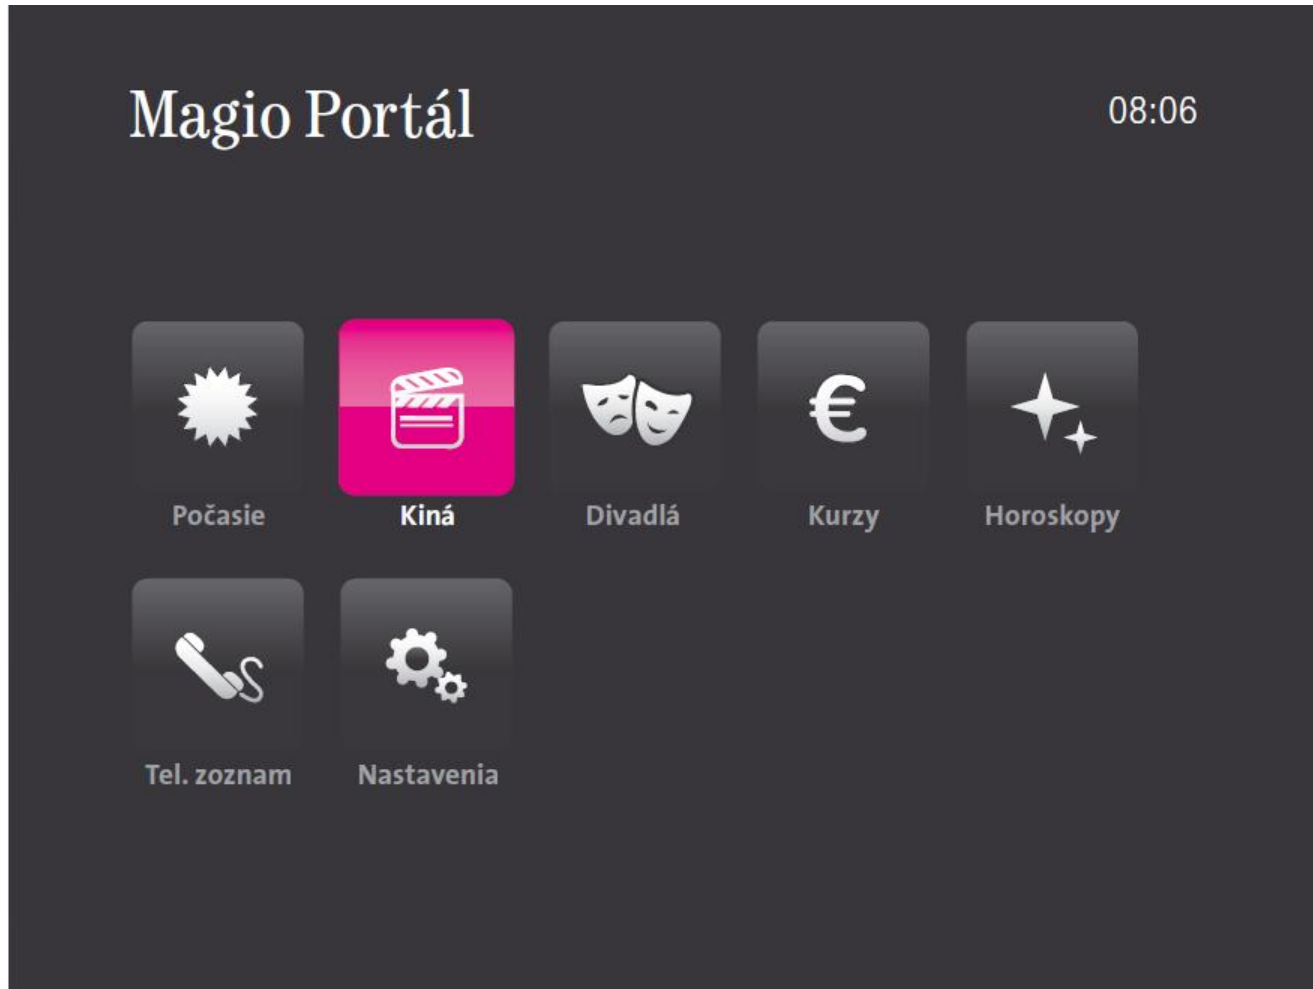 Magio Portál
08:06
Počasie
Kiná
Divadlá
Kurzy
Horoskopy
Tel. zoznam
Nastavenia